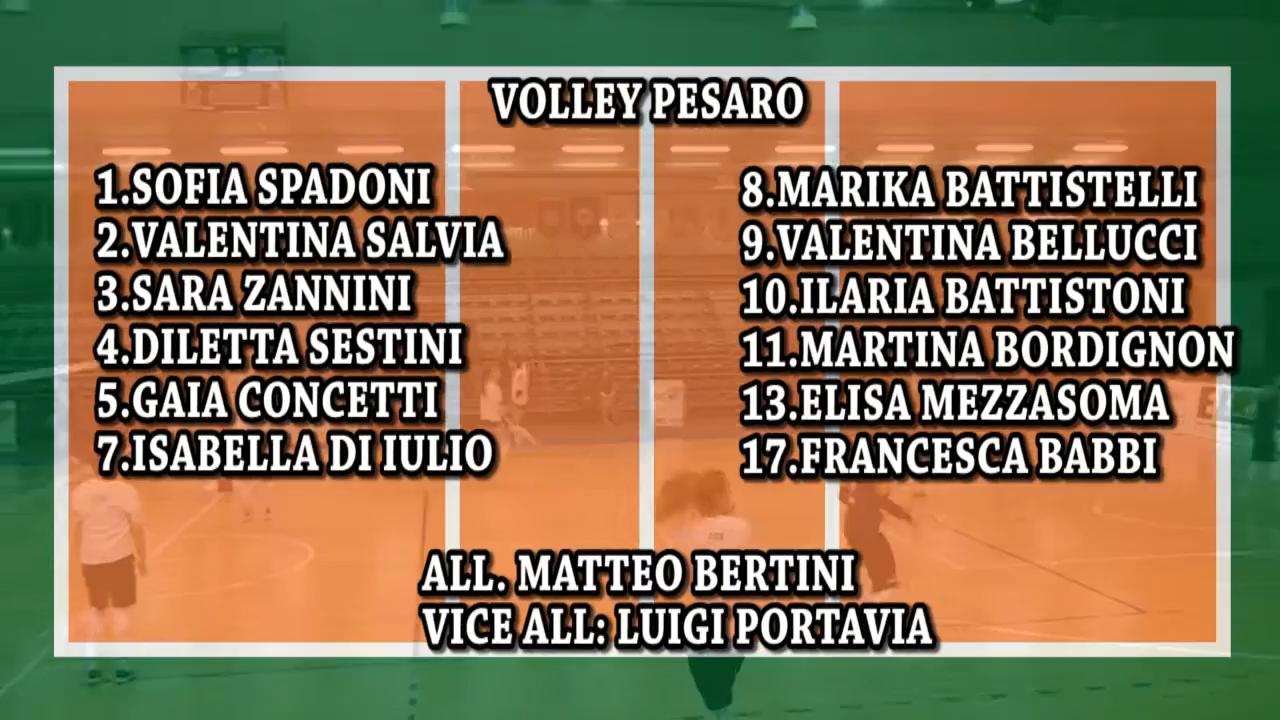 VOLLEY PESARO
1.SOFIA SPADONI
2.VALENTINA SALVIA
3.SARA ZANNINI
4.DILETTA SESTINI
5.GAIA CONCETTI
7.ISABELLA DI IULIO
8.MARIKA BATTISTELLI
9.VALENTINA BELLUCCI
10.ILARIA BATTISTONI
11.MARTINA BORDIGNON
13.ELISA MEZZASOMA
17.FRANCESCA BABBI
ALL. MATTEO BERTINI
VICE ALL: LUIGI PORTAVIA